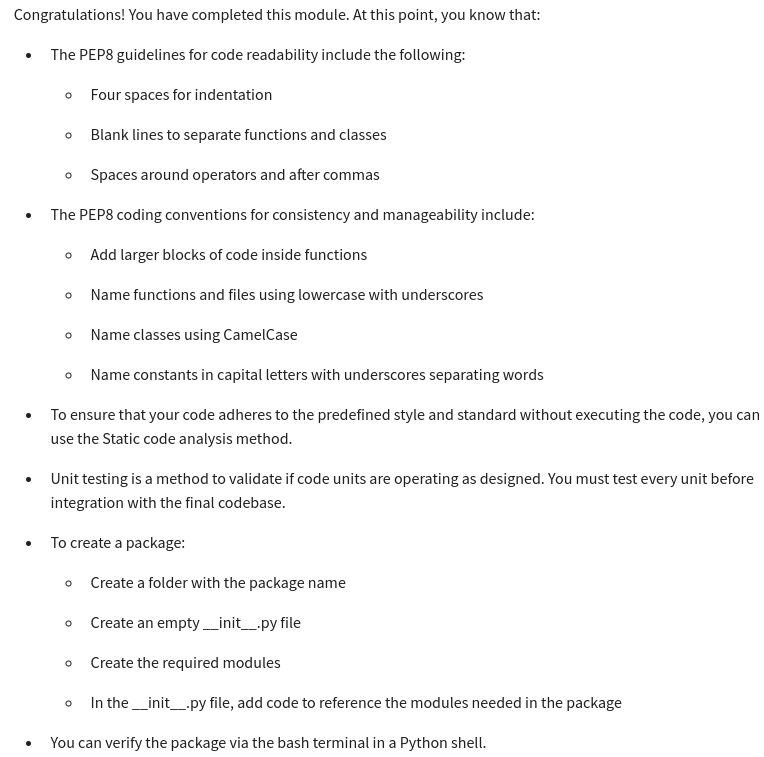 Congratulations! You have completed this module. At this point, you know that:
• The PEP8 guidelines for code readability include the following:
◦ Four spaces for indentation
◦ Blank lines to separate functions and classes
◦ Spaces around operators and after commas
• The PEP8 coding conventions for consistency and manageability include:
◦ Add larger blocks of code inside functions
◦ Name functions and files using lowercase with underscores
◦ Name classes using CamelCase
◦ Name constants in capital letters with underscores separating words
• To ensure that your code adheres to the predefined style and standard without executing the code, you can
use the Static code analysis method.
• Unit testing is a method to validate if code units are operating as designed. You must test every unit before
integration with the final codebase.
• To create a package:
◦ Create a folder with the package name
◦ Create an empty __init__.py file
◦ Create the required modules
◦ In the __init__.py file, add code to reference the modules needed in the package
• You can verify the package via the bash terminal in a Python shell.